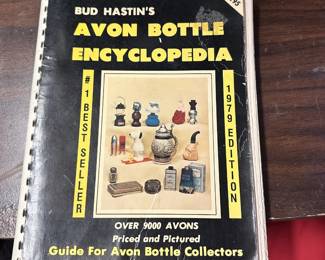 BUD HASTIN'S
AVON BOTTLE
ENCYCLOPEDIA
# 1 BEST SELLER
1979 EDITION
OVER 9000 AVONS
Priced and Pictured
Guide For Avon Bottle Collectors